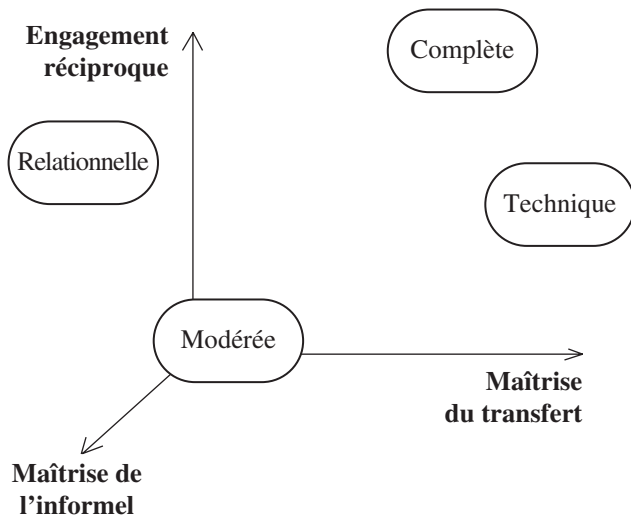 Engagement
réciproque
Complète
Relationnelle
Technique
Modérée
Maîtrise
du transfert
Maîtrise de
l'informel